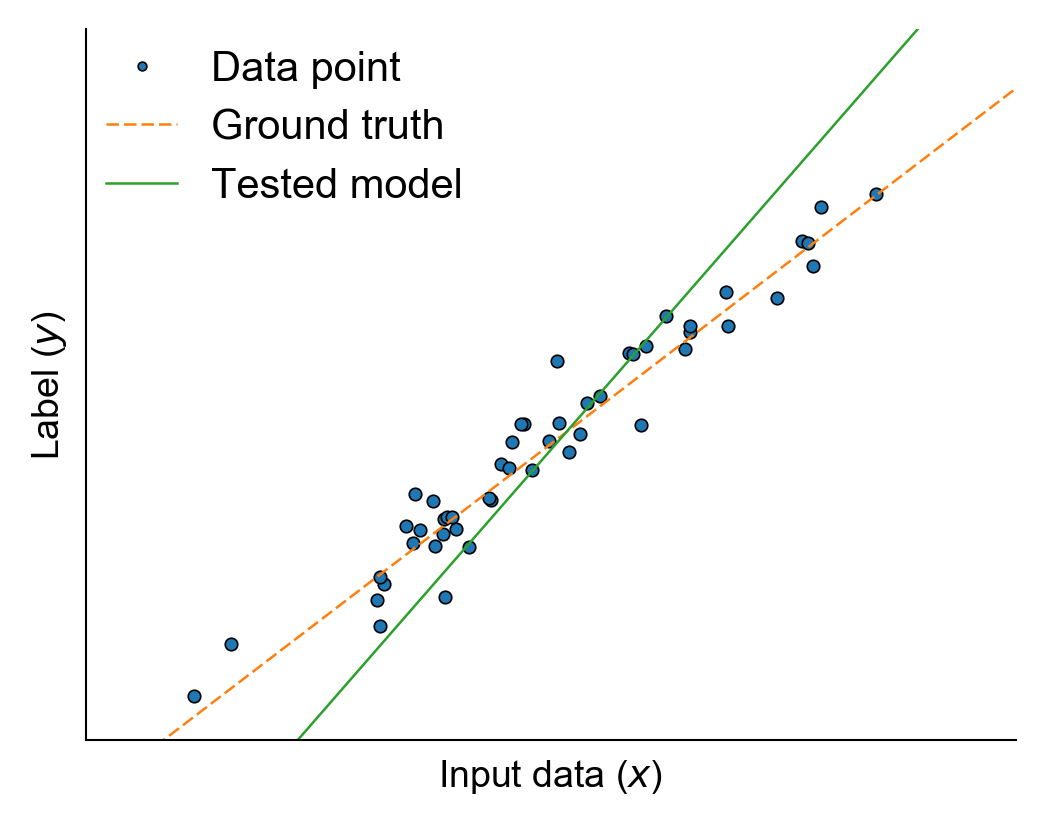 Data point
Ground truth
Tested model
Label (y)
Input data (x)